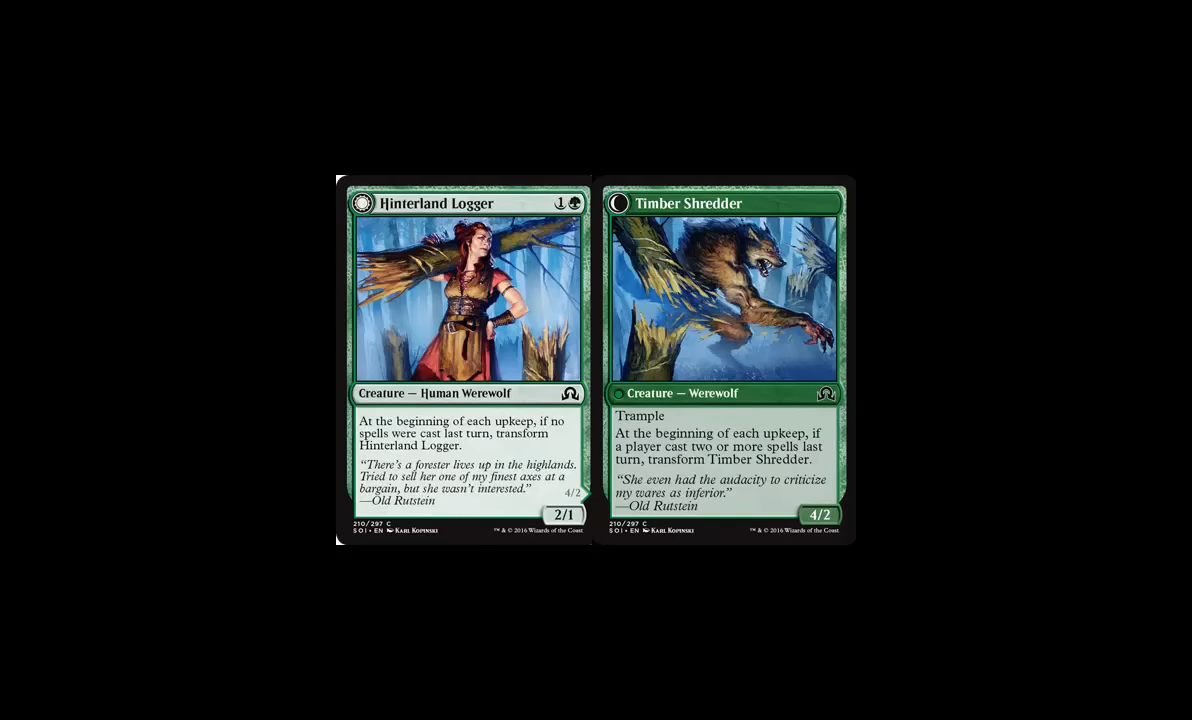 Hinterland Logger 1
Creature — Human Werewolf
At the beginning of each upkeep, if no
spells were cast last turn, transform
Hinterland Logger.
“There’s a forester lives up in the highlands.
Tried to sell her one of my finest axes at a
bargain, but she wasn’t interested.”
—Old Rutstein
4/2
2/1
210/297 C
SOI • EN Karl Kopinski
™ & © 2016 Wizards of the Coast
Timber Shredder
Creature — Werewolf
Trample
At the beginning of each upkeep, if
a player cast two or more spells last
turn, transform Timber Shredder.
“She even had the audacity to criticize
my wares as inferior.”
—Old Rutstein
4/2
210/297 C
SOI • EN Karl Kopinski
™ & © 2016 Wizards of the Coast